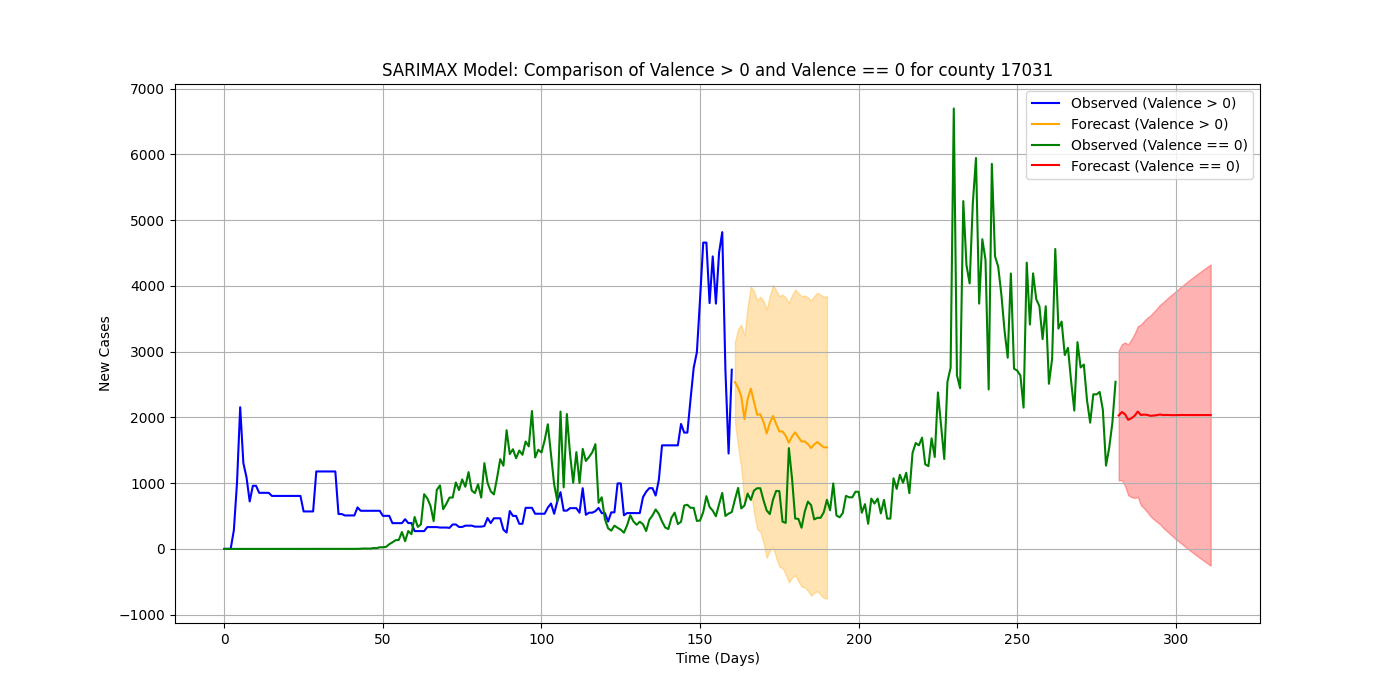 SARIMAX Model: Comparison of Valence > 0 and Valence == 0 for county 17031
7000
6000
5000
4000
3000
2000
1000
0
−1000
New Cases
Observed (Valence > 0)
Forecast (Valence > 0)
Observed (Valence == 0)
Forecast (Valence == 0)
0 50 100 150 200 250 300
Time (Days)